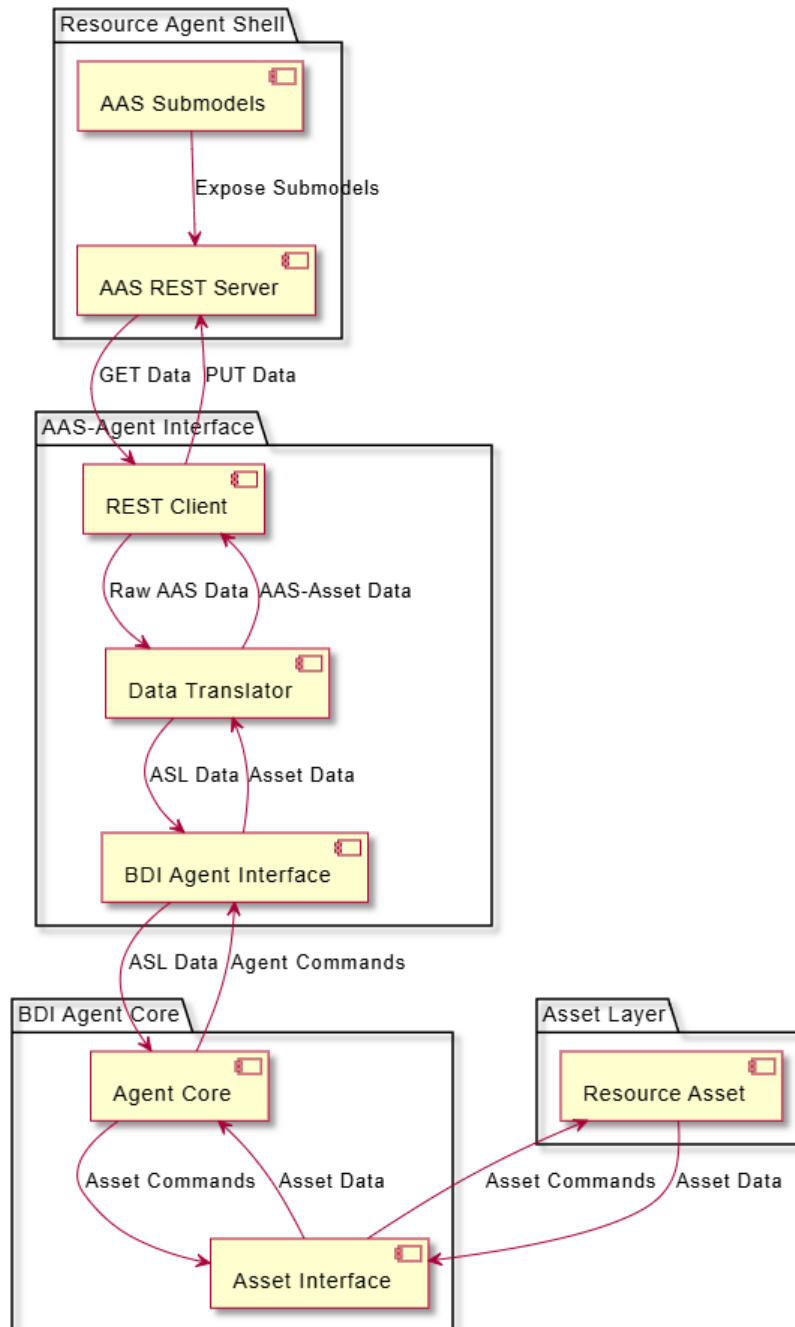 Resource Agent Shell
AAS Submodels
Expose Submodels
AAS REST Server
GET Data
PUT Data
AAS-Agent Interface
REST Client
Raw AAS Data
AAS-Asset Data
Data Translator
ASL Data
Asset Data
BDI Agent Interface
ASL Data
Agent Commands
BDI Agent Core
Asset Layer
Agent Core
Resource Asset
Asset Commands
Asset Data
Asset Commands
Asset Data
Asset Interface